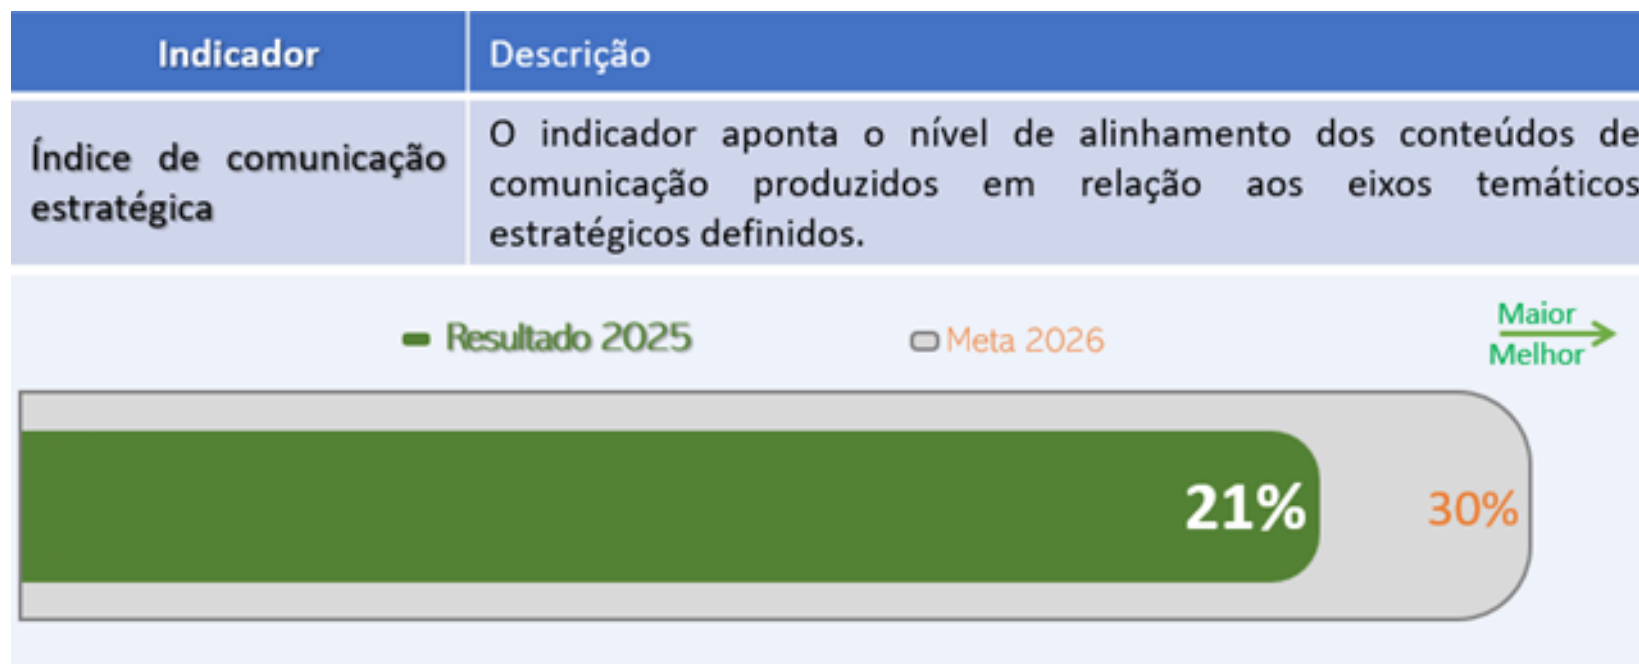 Indicador
Descrição
Índice de comunicação
estratégica
O indicador aponta o nível de alinhamento dos conteúdos de
comunicação produzidos em relação aos eixos temáticos
estratégicos definidos.
Resultado 2025
Meta 2026
Maior
Melhor
21%
30%